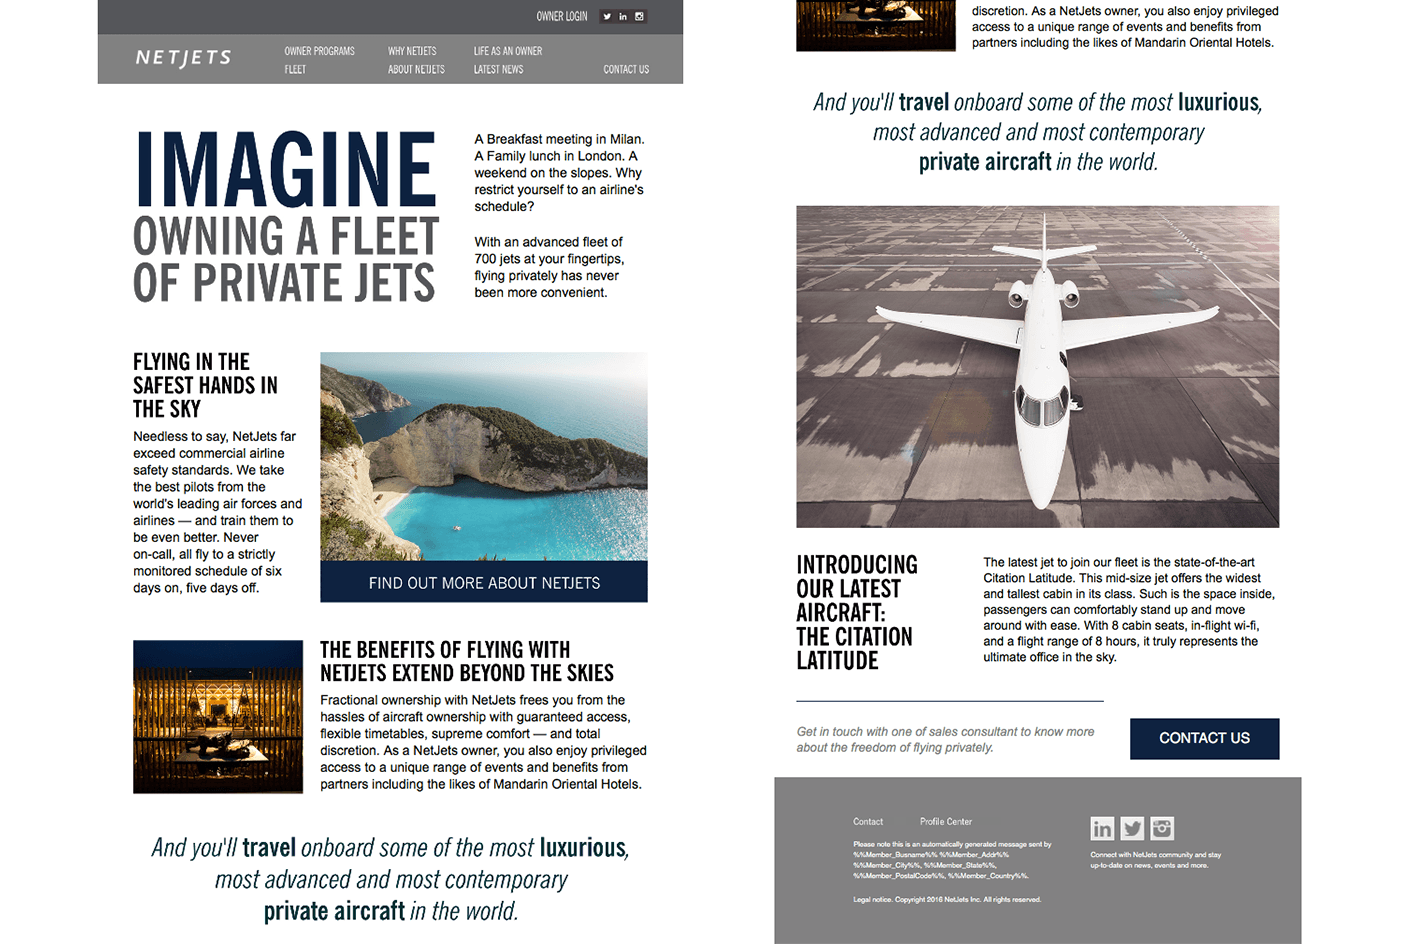 OWNER LOGIN
NETJETS
OWNER PROGRAMS
WHY NETJETS
LIFE AS AN OWNER
FLEET
ABOUT NETJETS
LATEST NEWS
CONTACT US
IMAGINE
OWNING A FLEET
OF PRIVATE JETS
A Breakfast meeting in Milan.
A Family lunch in London. A
weekend on the slopes. Why
restrict yourself to an airline's
schedule?
With an advanced fleet of
700 jets at your fingertips,
flying privately has never
been more convenient.
FLYING IN THE
SAFEST HANDS IN
THE SKY
Needless to say, NetJets far
exceed commercial airline
safety standards. We take
the best pilots from the
world's leading air forces and
airlines — and train them to
be even better. Never
on-call, all fly to a strictly
monitored schedule of six
days on, five days off.
FIND OUT MORE ABOUT NETJETS
THE BENEFITS OF FLYING WITH
NETJETS EXTEND BEYOND THE SKIES
Fractional ownership with NetJets frees you from the
hassles of aircraft ownership with guaranteed access,
flexible timetables, supreme comfort — and total
discretion. As a NetJets owner, you also enjoy privileged
access to a unique range of events and benefits from
partners including the likes of Mandarin Oriental Hotels.
And you'll travel onboard some of the most luxurious,
most advanced and most contemporary
private aircraft in the world.
discretion. As a NetJets owner, you also enjoy privileged
access to a unique range of events and benefits from
partners including the likes of Mandarin Oriental Hotels.
And you'll travel onboard some of the most luxurious,
most advanced and most contemporary
private aircraft in the world.
INTRODUCING
OUR LATEST
AIRCRAFT:
THE CITATION
LATITUDE
The latest jet to join our fleet is the state-of-the-art
Citation Latitude. This mid-size jet offers the widest
and tallest cabin in its class. Such is the space inside,
passengers can comfortably stand up and move
around with ease. With 8 cabin seats, in-flight wi-fi,
and a flight range of 8 hours, it truly represents the
ultimate office in the sky.
Get in touch with one of sales consultant to know more
about the freedom of flying privately.
CONTACT US
Contact
Profile Center
Please note this is an automatically generated message sent by
%%Member_Busname%% %%Member_Addr%%
%%Member_City%%, %%Member_State%%,
%%Member_PostalCode%%, %%Member_Country%%.
Legal notice. Copyright 2016 NetJets Inc. All rights reserved.
Connect with NetJets community and stay
up-to-date on news, events and more.